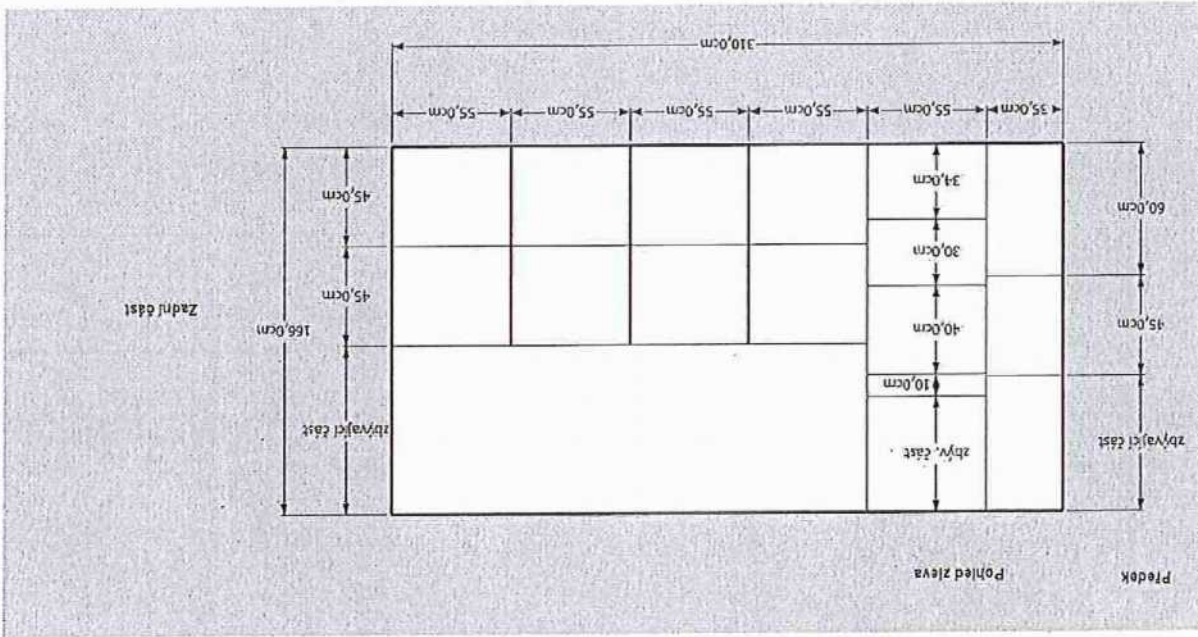 Předek
Pohled zleva
zbývající část
zbýv. část
zbývající část
10,0cm
45,0cm
40,0cm
45,0cm
166,0cm
Zadní část
30,0cm
60,0cm
34,0cm
45,0cm
35,0cm 55,0cm 55,0cm 55,0cm 55,0cm 55,0cm
310,0cm